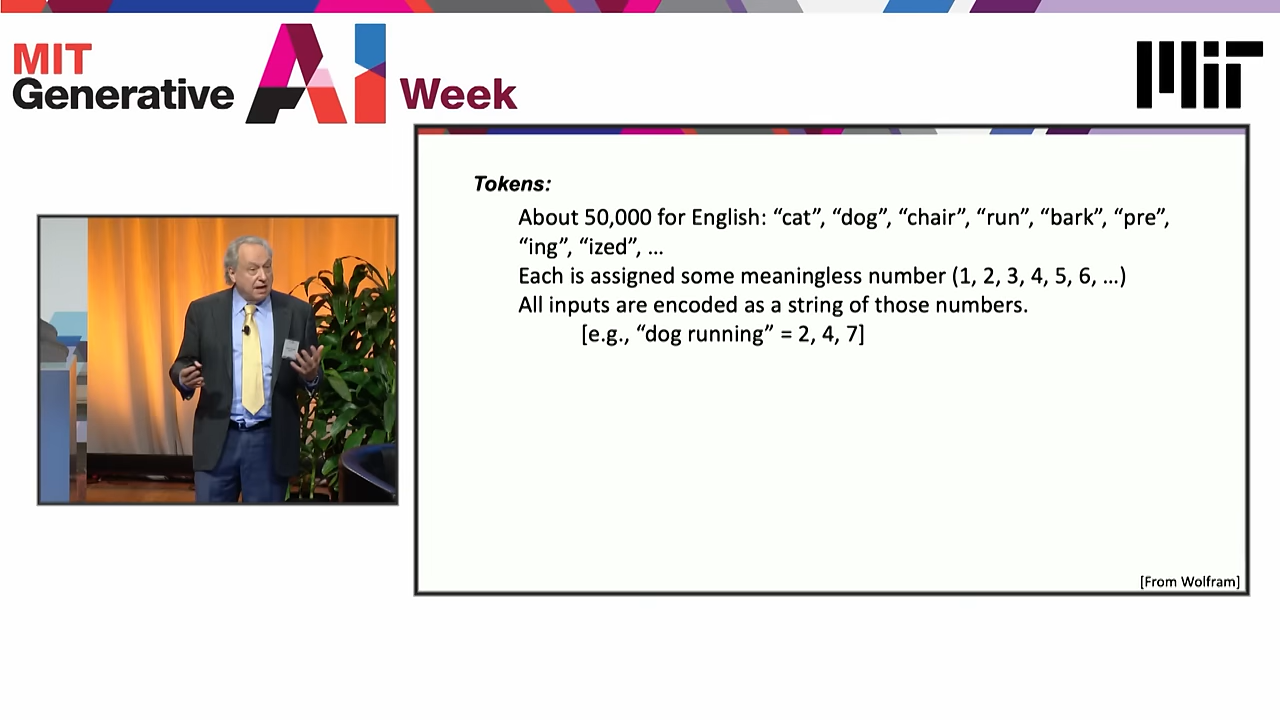 MIT
Generative
AI
Week
MIT
Tokens:
About 50,000 for English: “cat”, “dog”, “chair”, “run”, “bark”, “pre”,
“ing”, “ized”, ...
Each is assigned some meaningless number (1, 2, 3, 4, 5, 6, ...)
All inputs are encoded as a string of those numbers.
[e.g., “dog running” = 2, 4, 7]
[From Wolfram]